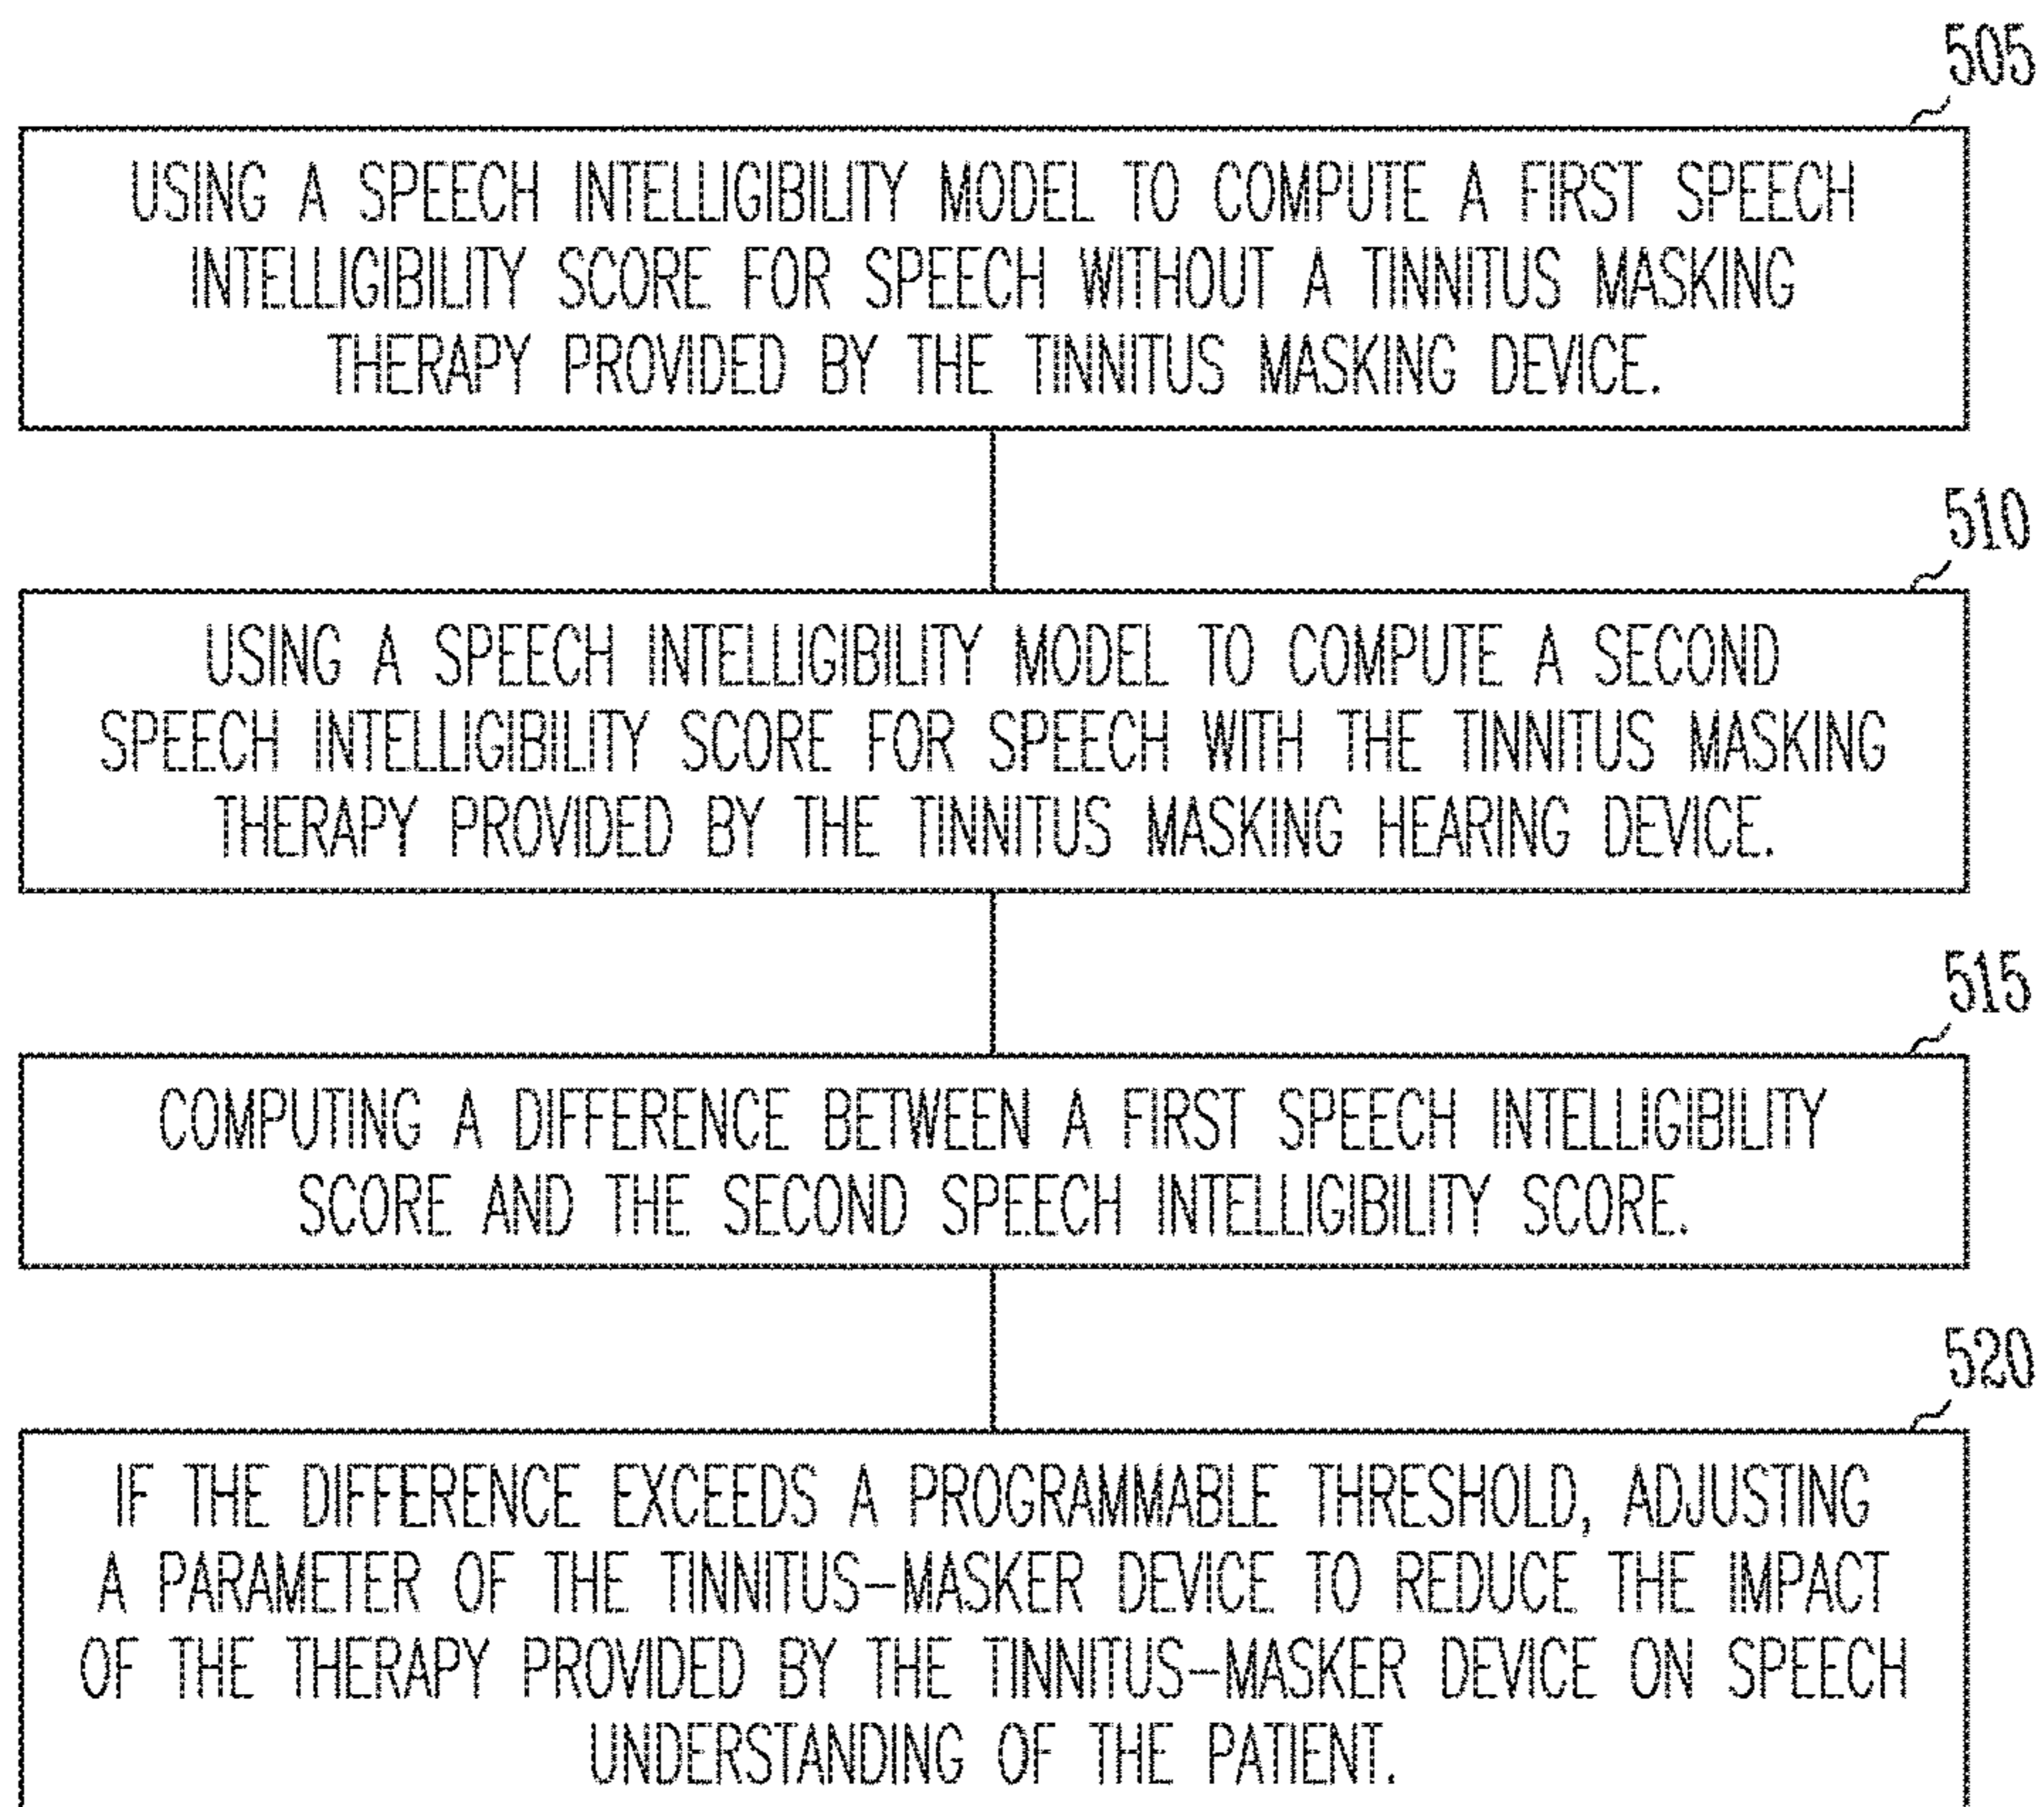 505
USING A SPEECH INTELLIGIBILITY MODEL TO COMPUTE A FIRST SPEECH
INTELLIGIBILITY SCORE FOR SPEECH WITHOUT A TINNITUS MASKING
THERAPY PROVIDED BY THE TINNITUS MASKING DEVICE.
510
USING A SPEECH INTELLIGIBILITY MODEL TO COMPUTE A SECOND
SPEECH INTELLIGIBILITY SCORE FOR SPEECH WITH THE TINNITUS MASKING
THERAPY PROVIDED BY THE TINNITUS MASKING HEARING DEVICE.
515
COMPUTING A DIFFERENCE BETWEEN A FIRST SPEECH INTELLIGIBILITY
SCORE AND THE SECOND SPEECH INTELLIGIBILITY SCORE.
520
IF THE DIFFERENCE EXCEEDS A PROGRAMMABLE THRESHOLD, ADJUSTING
A PARAMETER OF THE TINNITUS-MASKER DEVICE TO REDUCE THE IMPACT
OF THE THERAPY PROVIDED BY THE TINNITUS-MASKER DEVICE ON SPEECH
UNDERSTANDING OF THE PATIENT.